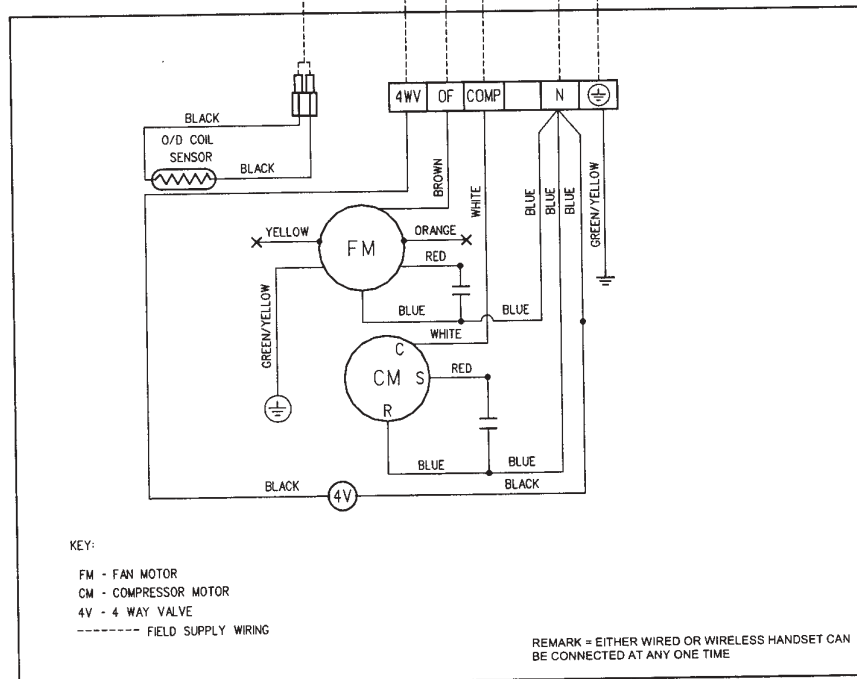 4WV OF COMP N
BLACK
O/D COIL
SENSOR
BLACK
BROWN
WHITE
BLUE
BLUE
BLUE
GREEN/YELLOW
YELLOW
FM
ORANGE
RED
GREEN/YELLOW
BLUE
BLUE
WHITE
C
CM S
RED
R
BLUE
BLUE
BLACK
4V
BLACK
KEY:
FM - FAN MOTOR
CM - COMPRESSOR MOTOR
4V - 4 WAY VALVE
-------- FIELD SUPPLY WIRING
REMARK = EITHER WIRED OR WIRELESS HANDSET CAN
BE CONNECTED AT ANY ONE TIME